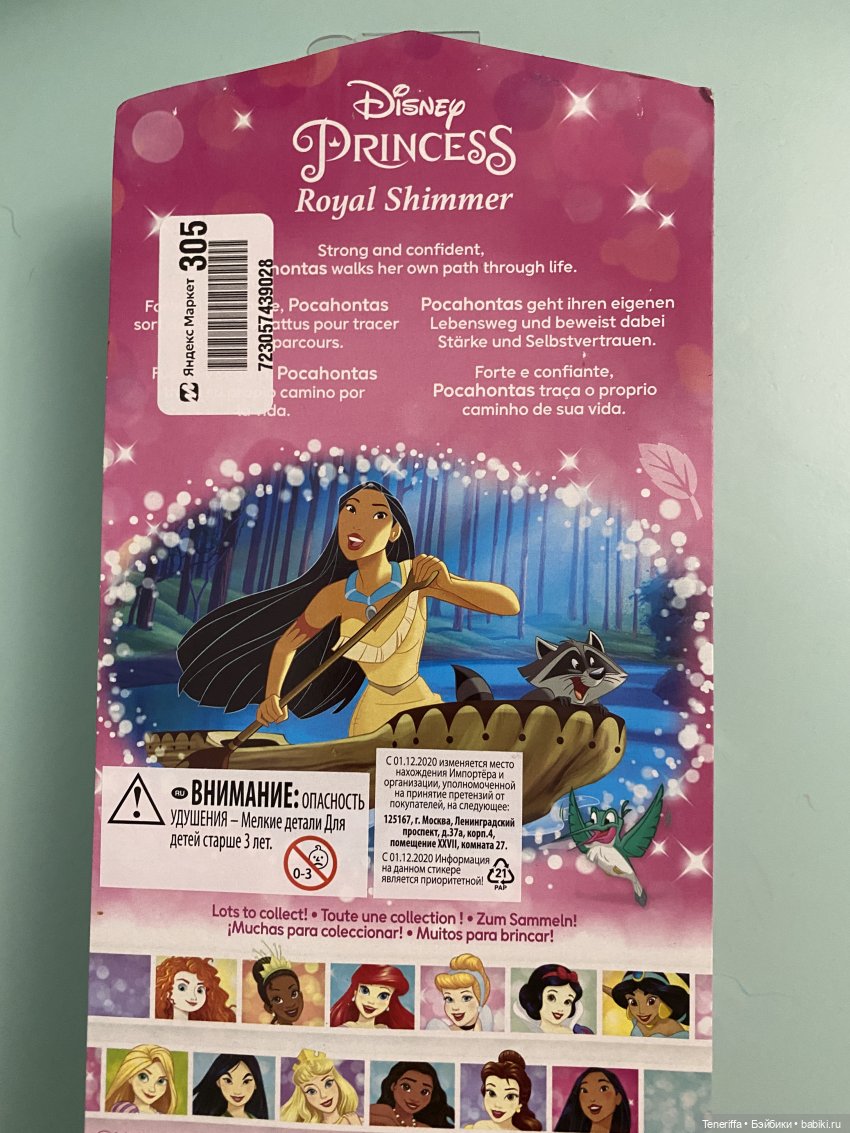 Disney
PRINCESS
Royal Shimmer
Strong and confident,
hontas walks her own path through life.
Яндекс Маркет 305
723057439028
Pocahontas
attus pour tracer
parcours.
Pocahontas geht ihren eigenen
Lebensweg und beweist dabei
Stärke und Selbstvertrauen.
Pocahontas
camino por
Forte e confiante,
Pocahontas traça o proprio
caminho de sua vida.
RU ВНИМАНИЕ: ОПАСНОСТЬ
УДУШЕНИЯ – Мелкие детали Для
детей старше 3 лет.
0-3
С 01.12.2020 изменяется место
нахождения Импортёра и
организации, уполномоченной
на принятие претензий от
покупателей, на следующее:
125167, г. Москва, Ленинградский
проспект, д.37а, корп.4,
помещение XXVII, комната 27.
С 01.12.2020 Информация
на данном стикере
является приоритетной!
21
PAP
Lots to collect! • Toute une collection ! • Zum Sammeln!
¡Muchas para coleccionar! • Muitos para brincar!
Teneriffa • Бэйбики • babiki.ru